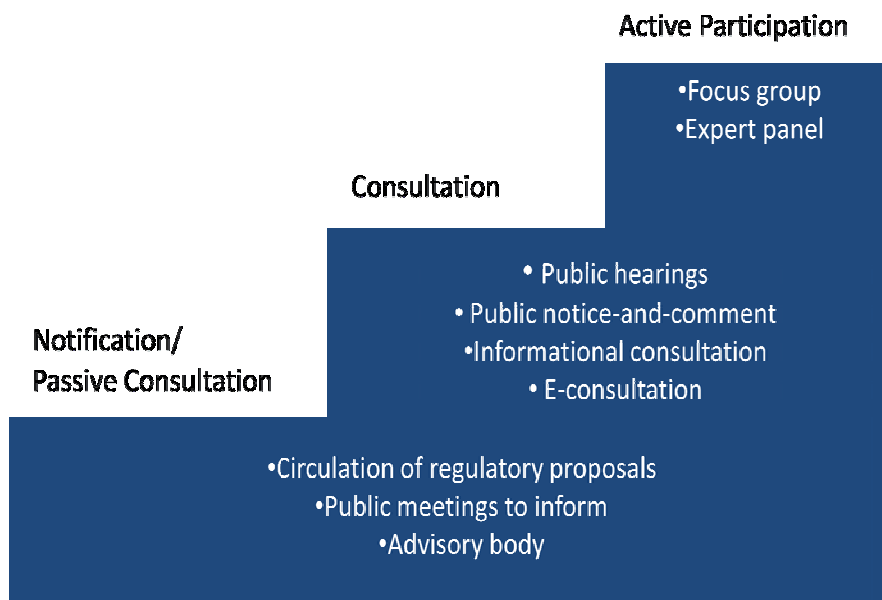 Active Participation
•Focus group
•Expert panel
Consultation
• Public hearings
• Public notice-and-comment
•Informational consultation
• E-consultation
Notification/
Passive Consultation
•Circulation of regulatory proposals
•Public meetings to inform
•Advisory body